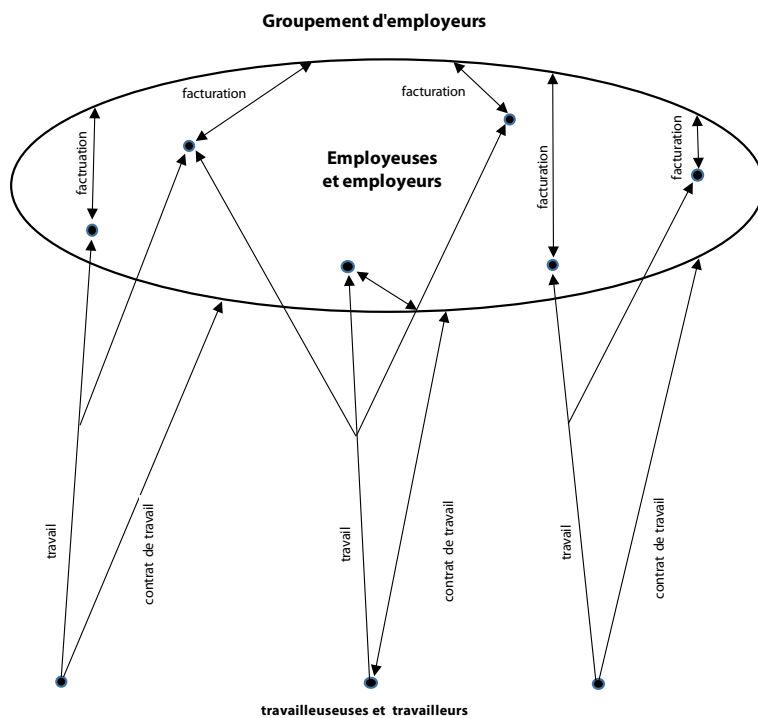 Groupement d'employeurs
facturation
facturation
factruation
Employeuses
et employeurs
facturation
facturation
travail
contrat de travail
travail
contrat de travail
travail
contrat de travail
travailleuseuses et travailleurs